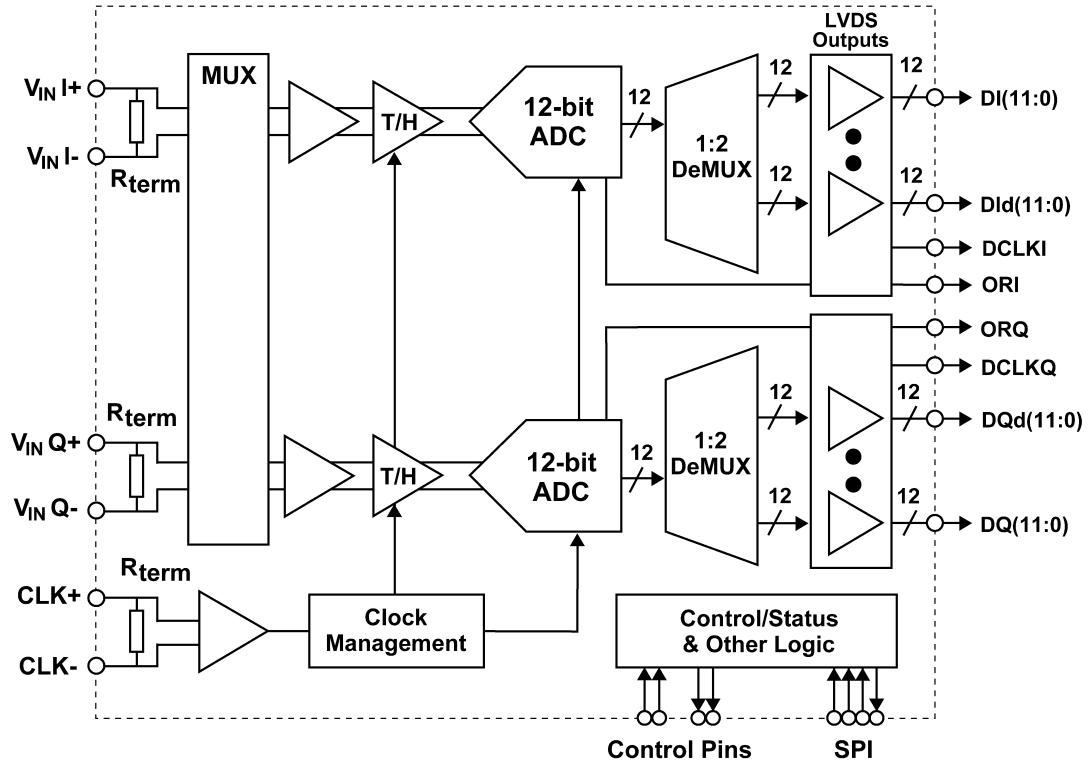 LVDS
Outputs
MUX
V_IN I+
V_IN I-
R_term
T/H
12-bit
ADC
12
1:2
DeMUX
12
12
12
12
DI(11:0)
DId(11:0)
DCLKI
ORI
ORQ
DCLKQ
R_term
V_IN Q+
V_IN Q-
T/H
12-bit
ADC
12
1:2
DeMUX
12
12
12
12
DQd(11:0)
DQ(11:0)
R_term
CLK+
CLK-
Clock
Management
Control/Status
& Other Logic
Control Pins
SPI